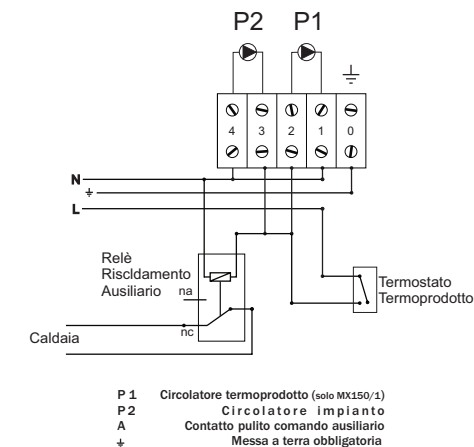 P2 P1
4 3 2 1 0
N
L
Relè
Riscldamento
Ausiliario
na
Termostato
Termoprodotto
nc
Caldaia
P 1 Circolatore termoprodotto (solo MX150/1)
P 2 Circolatore impianto
A Contatto pulito comando ausiliario
Messa a terra obbligatoria